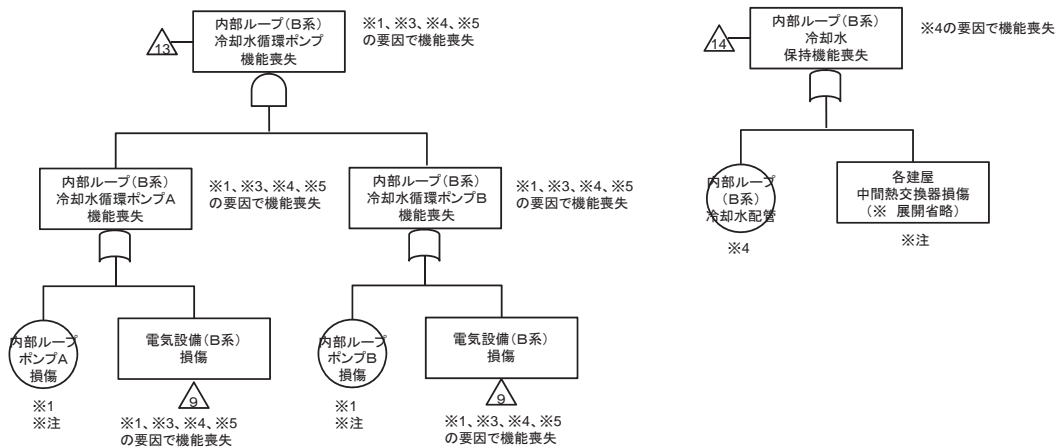 13
内部ループ（B系）
冷却水循環ポンプ
機能喪失
※1、※3、※4、※5
の要因で機能喪失
14
内部ループ（B系）
冷却水
保持機能喪失
※4の要因で機能喪失
内部ループ（B系）
冷却水循環ポンプA
機能喪失
※1、※3、※4、※5
の要因で機能喪失
内部ループ（B系）
冷却水循環ポンプB
機能喪失
※1、※3、※4、※5
の要因で機能喪失
内部ループ
（B系）
冷却水配管
※4
各建屋
中間熱交換器損傷
（※ 展開省略）
※注
内部ループ
ポンプA
損傷
※1
※注
電気設備（B系）
損傷
9
※1、※3、※4、※5
の要因で機能喪失
内部ループ
ポンプB
損傷
※1
※注
電気設備（B系）
損傷
9
※1、※3、※4、※5
の要因で機能喪失